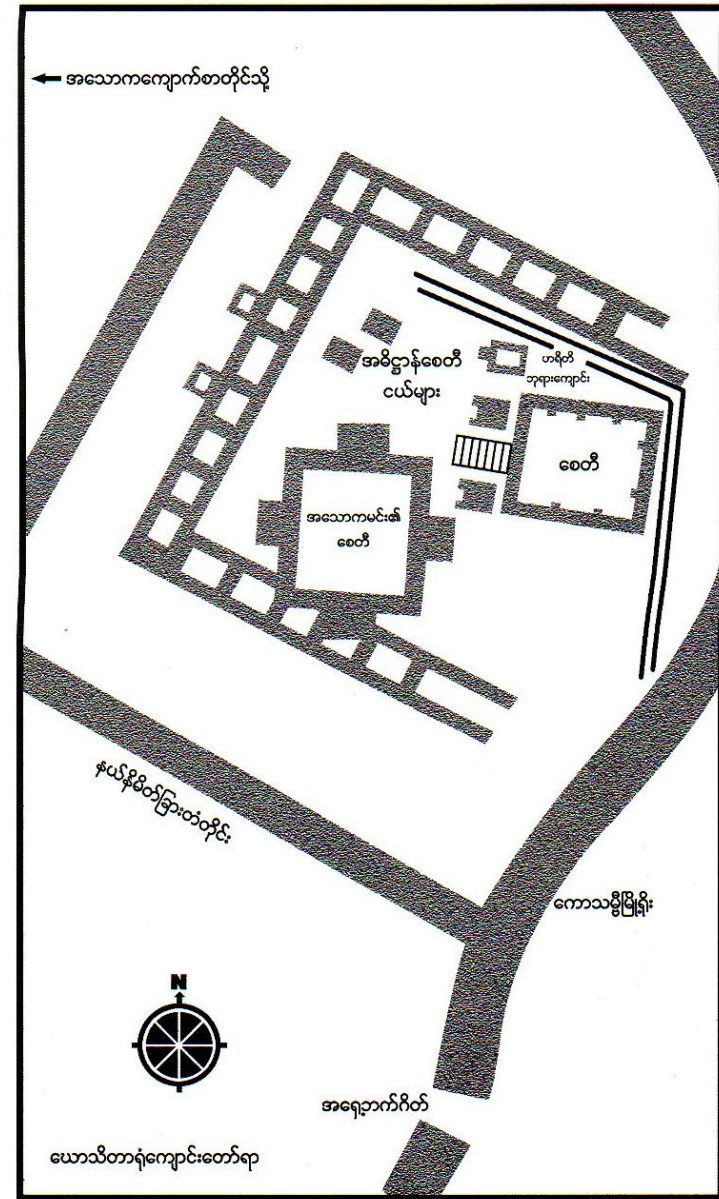 အသောကကျောက်စာတိုင်သို့
အဓိဋ္ဌာန်စေတီ
ငယ်များ
ဟရိတိ
ဘုရားကျောင်း
စေတီ
အသောကမင်း၏
စေတီ
နယ်နိမိတ်ခြားတံတိုင်း
ကောသမ္ဗီမြို့ရိုး
N
အရှေ့ဘက်ဂိတ်
ဃောသိတာရုံကျောင်းတော်ရာ